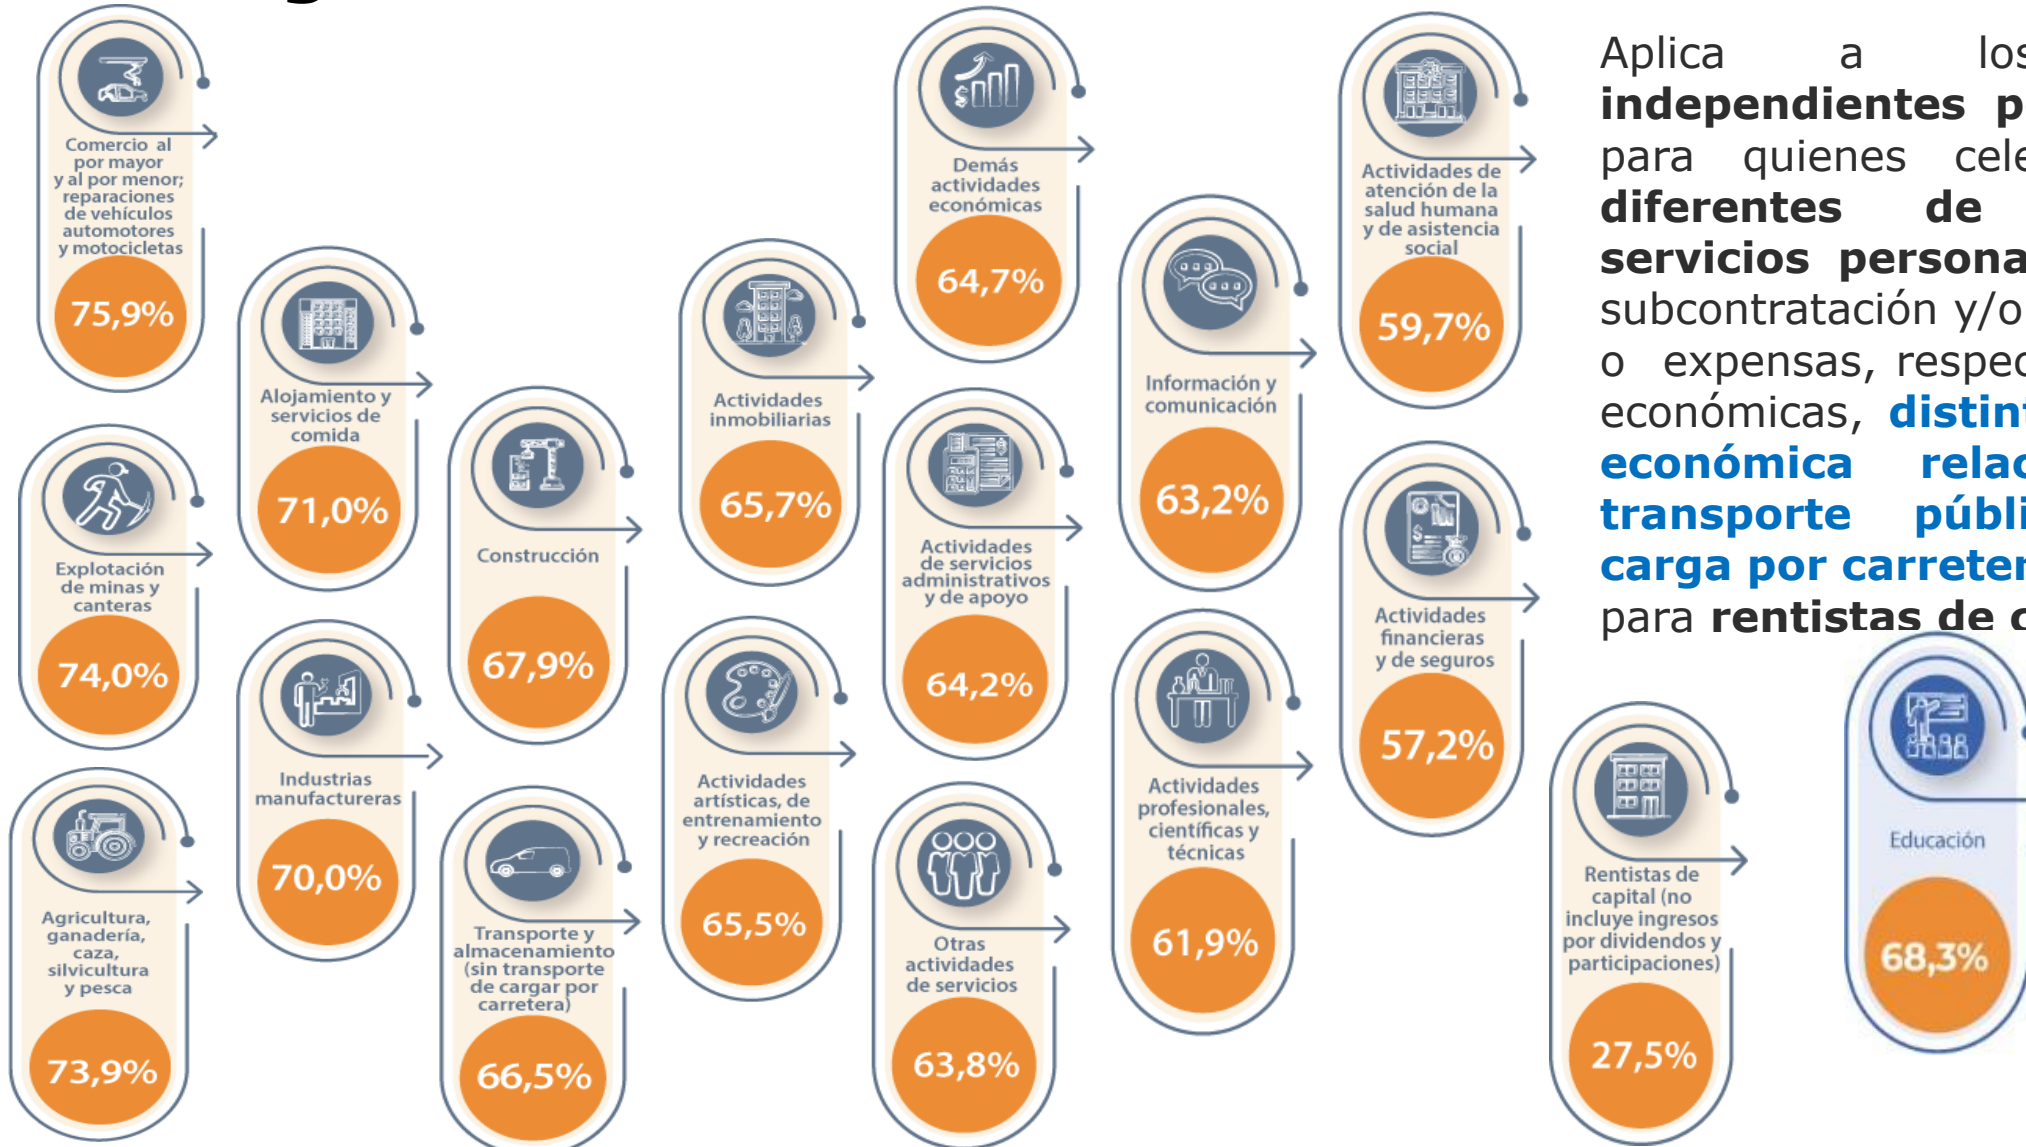 Comercio al
por mayor
y al por menor;
reparaciones
de vehículos
automotores
y motocicletas
75,9%
Explotación
de minas y
canteras
74,0%
Agricultura,
ganadería,
caza,
silvicultura
y pesca
73,9%
Alojamiento y
servicios de
comida
71,0%
Industrias
manufactureras
70,0%
Construcción
67,9%
Transporte y
almacenamiento
(sin transporte
de cargar por
carretera)
66,5%
Actividades
inmobiliarias
65,7%
Actividades
artísticas, de
entrenamiento
y recreación
65,5%
Demás
actividades
económicas
64,7%
Actividades
de servicios
administrativos
y de apoyo
64,2%
Otras
actividades
de servicios
63,8%
Información y
comunicación
63,2%
Actividades
profesionales,
científicas y
técnicas
61,9%
Actividades de
atención de la
salud humana
y de asistencia
social
59,7%
Actividades
financieras
y de seguros
57,2%
Rentistas de
capital (no
incluye ingresos
por dividendos y
participaciones)
27,5%
Educación
68,3%
Aplica a los
independientes p
para quienes cele
diferentes de
servicios persona
subcontratación y/o
o expensas, respec
económicas, distint
económica relac
transporte públi
carga por carreter
para rentistas de c